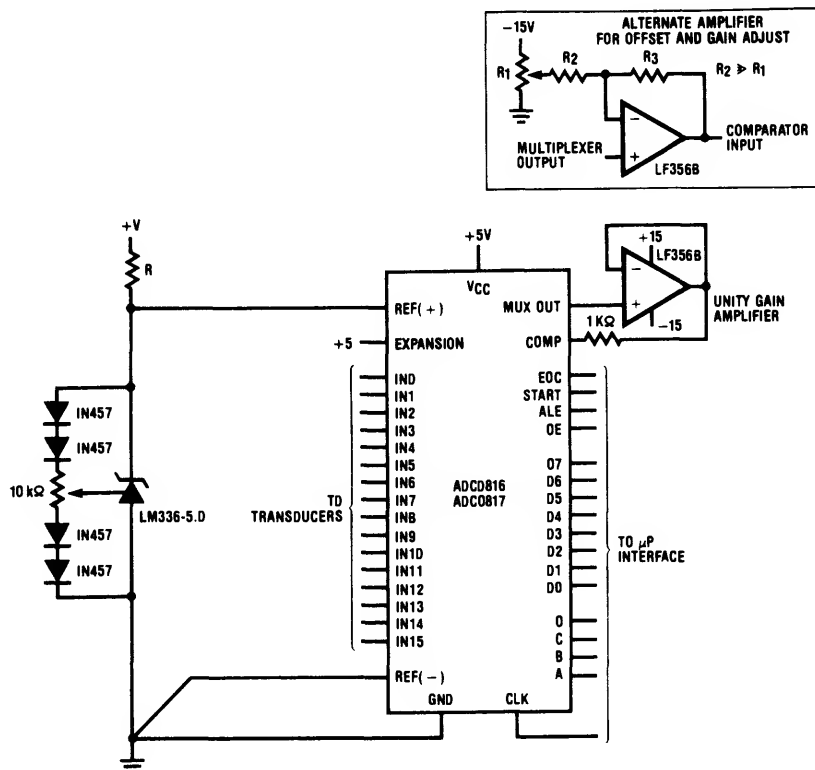 ALTERNATE AMPLIFIER
FOR OFFSET AND GAIN ADJUST
−15V
R1
R2
R3
R2 ≫ R1
−
+
MULTIPLEXER
OUTPUT
LF356B
COMPARATOR
INPUT
+V
R
+5V
VCC
REF(+)
MUX OUT
+15
LF356B
−
+
−15
UNITY GAIN
AMPLIFIER
+5
EXPANSION
COMP
1 KΩ
IND
IN1
IN2
IN3
IN4
IN5
IN6
IN7
INB
IN9
IN1D
IN11
IN12
IN13
IN14
IN15
TD
TRANSDUCERS
ADCD816
ADC0817
EOC
START
ALE
OE
O7
D6
D5
D4
D3
D2
D1
D0
O
C
B
A
TO µP
INTERFACE
IN457
IN457
10 kΩ
LM336-5.D
IN457
IN457
REF(−)
GND
CLK